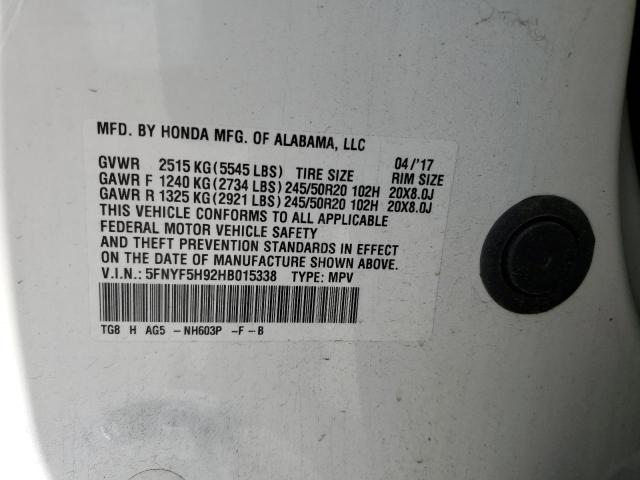 MFD. BY HONDA MFG. OF ALABAMA, LLC
04/'17
GVWR 2515 KG(5545 LBS) TIRE SIZE RIM SIZE
GAWR F 1240 KG(2734 LBS) 245/50R20 102H 20X8.0J
GAWR R 1325 KG(2921 LBS) 245/50R20 102H 20X8.0J
THIS VEHICLE CONFORMS TO ALL APPLICABLE
FEDERAL MOTOR VEHICLE SAFETY
AND THEFT PREVENTION STANDARDS IN EFFECT
ON THE DATE OF MANUFACTURE SHOWN ABOVE.
V.I.N.: 5FNYF5H92HB015338 TYPE: MPV
TG8 H AG5 -NH603P -F-B